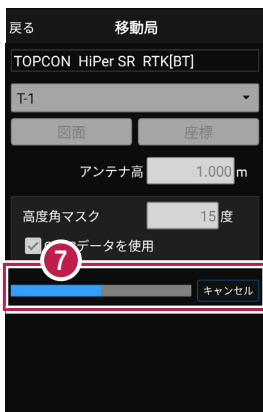 戻る 移動局
TOPCON HiPer SR RTK[BT]
T-1
図面 座標
アンテナ高 1.000 m
高度角マスク 15 度
データを使用
7
キャンセル